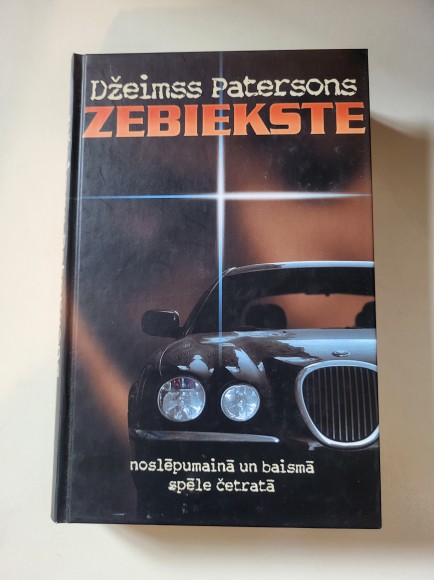 Džeimss Patersons
ZEBIEKSTE
noslēpumainā un baismā
spēle četratā